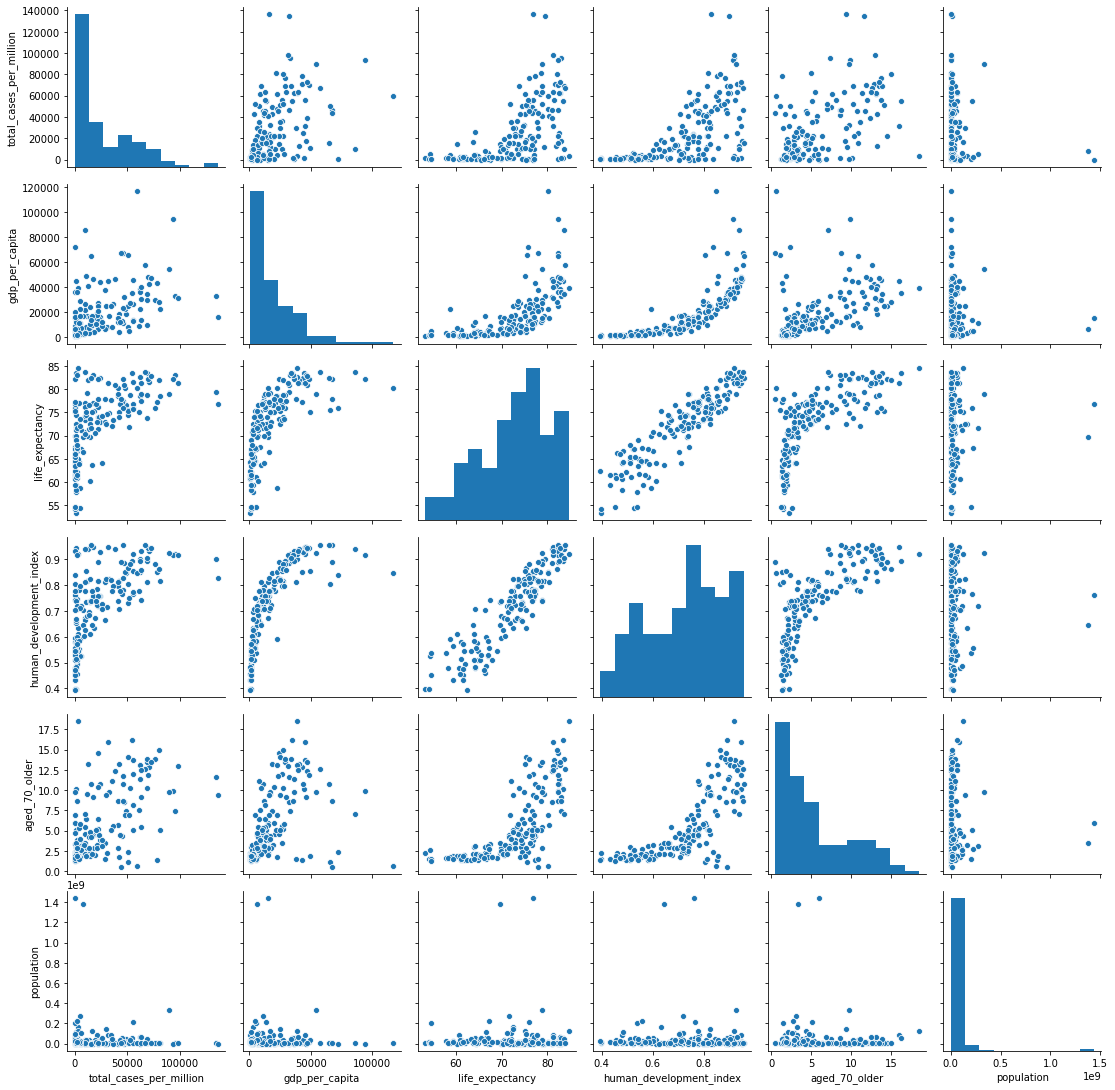 140000
120000
100000
80000
60000
40000
20000
0
total_cases_per_million
120000
100000
80000
60000
40000
20000
0
gdp_per_capita
85
80
75
70
65
60
55
life_expectancy
0.9
0.8
0.7
0.6
0.5
0.4
human_development_index
17.5
15.0
12.5
10.0
7.5
5.0
2.5
0.0
aged_70_older
1e9
1.4
1.2
1.0
0.8
0.6
0.4
0.2
0.0
population
0 50000 100000
total_cases_per_million
0 50000 100000
gdp_per_capita
60 70 80
life_expectancy
0.4 0.6 0.8
human_development_index
0 5 10 15
aged_70_older
0.0 0.5 1.0 1.5
1e9
population